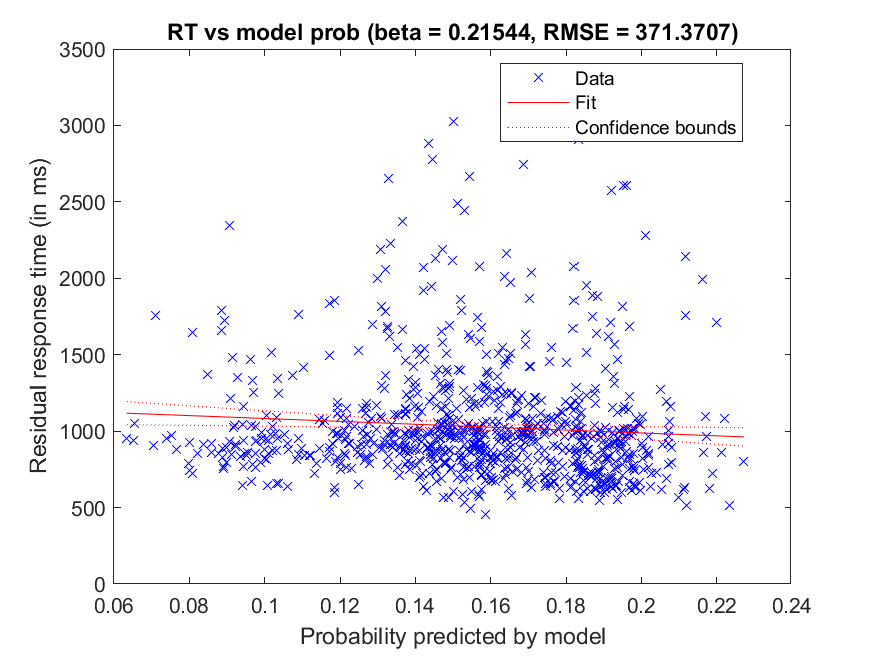 RT vs model prob (beta = 0.21544, RMSE = 371.3707)
Data
Fit
Confidence bounds
Residual response time (in ms)
3500
3000
2500
2000
1500
1000
500
0
0.06 0.08 0.1 0.12 0.14 0.16 0.18 0.2 0.22 0.24
Probability predicted by model